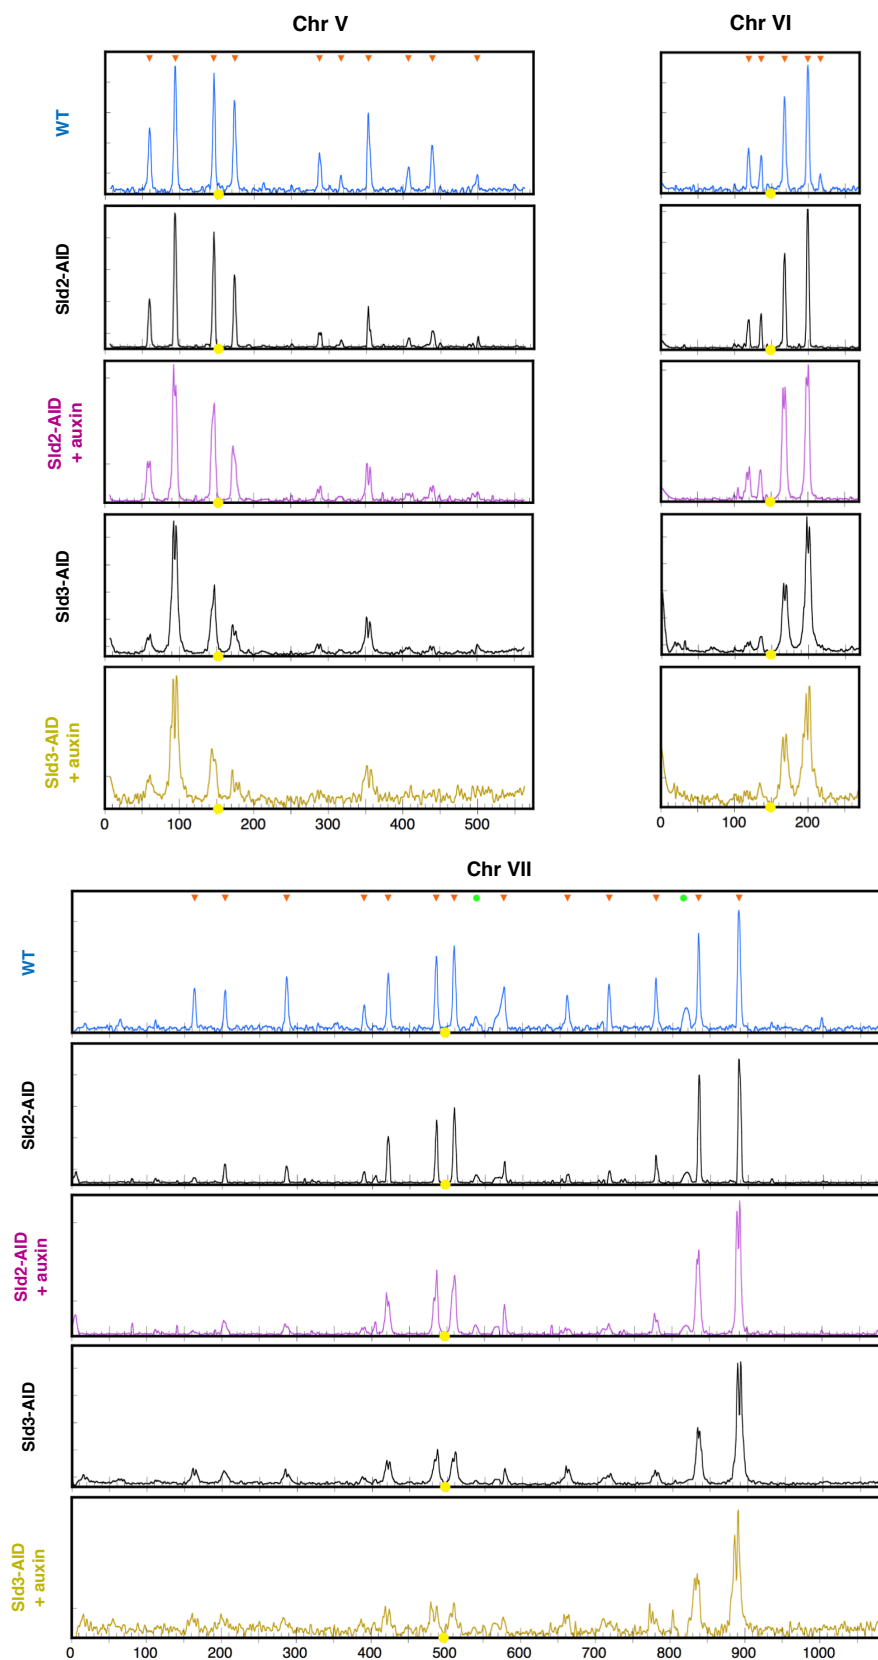 Chr V
Chr VI
WT
Sld2-AID
Sld2-AID
+ auxin
Sld3-AID
Sld3-AID
+ auxin
0 100 200 300 400 500
0 100 200
Chr VII
WT
Sld2-AID
Sld2-AID
+ auxin
Sld3-AID
Sld3-AID
+ auxin
0 100 200 300 400 500 600 700 800 900 1000